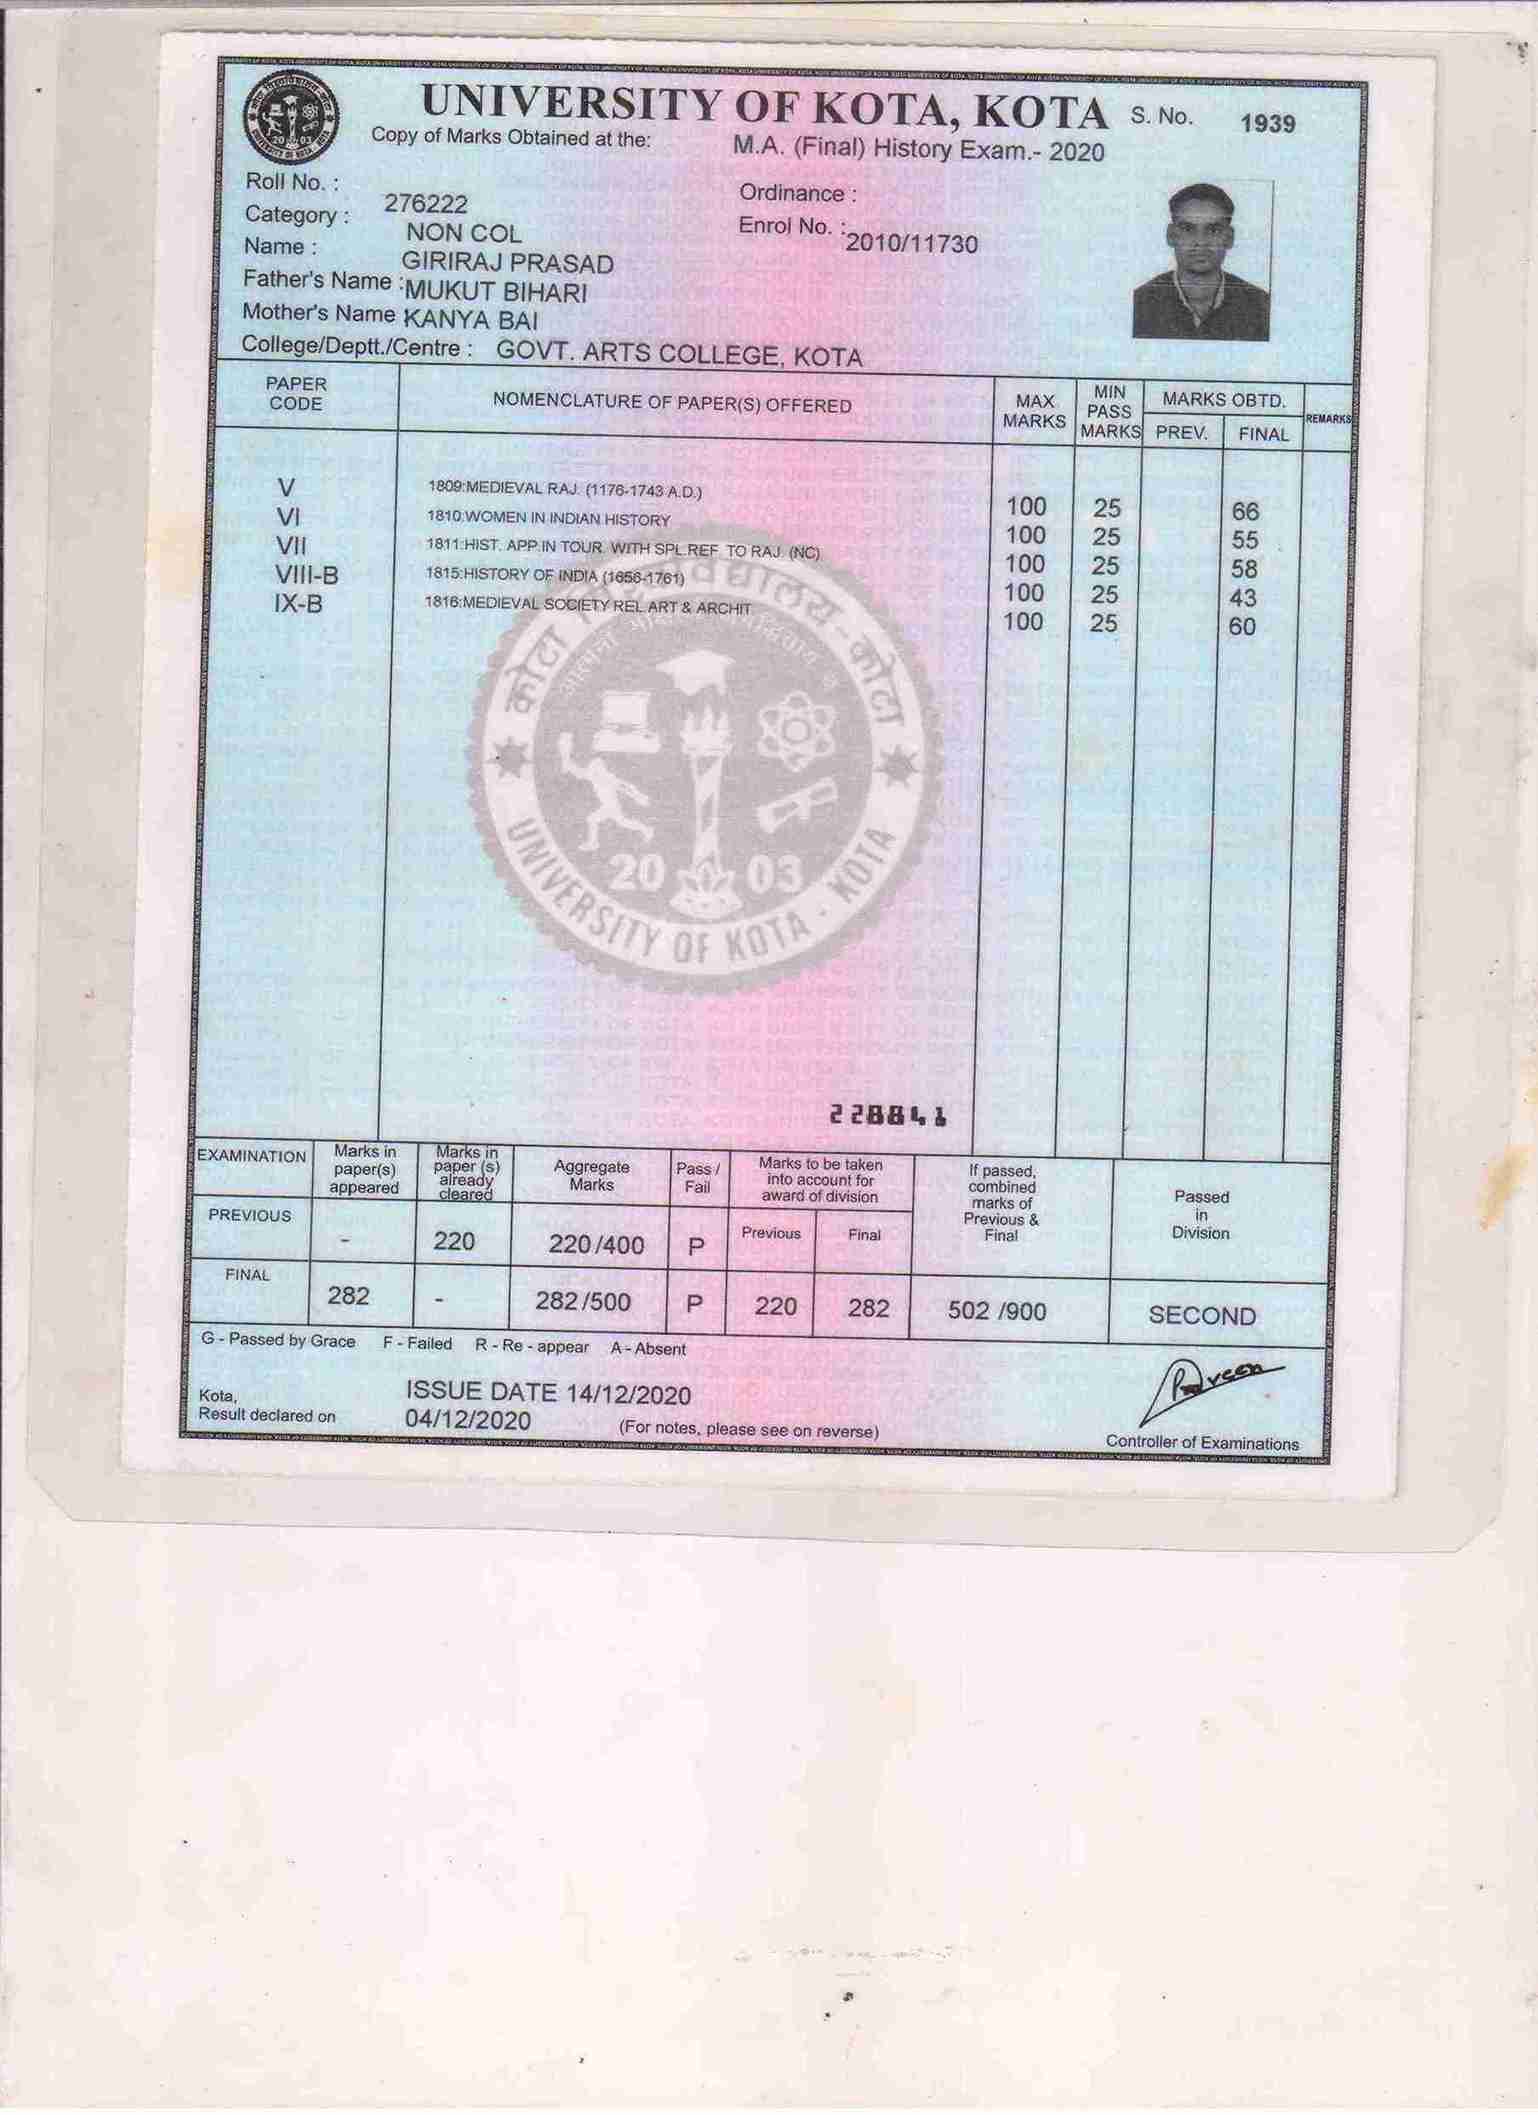 UNIVERSITY OF KOTA, KOTA S. No. 1939
Copy of Marks Obtained at the: M.A. (Final) History Exam.- 2020
Roll No. : 276222 Ordinance :
Category : NON COL Enrol No. : 2010/11730
Name : GIRIRAJ PRASAD
Father's Name : MUKUT BIHARI
Mother's Name KANYA BAI
College/Deptt./Centre : GOVT. ARTS COLLEGE, KOTA
PAPER CODE NOMENCLATURE OF PAPER(S) OFFERED MAX MARKS MIN PASS MARKS MARKS OBTD. PREV. FINAL REMARKS
V 1809:MEDIEVAL RAJ. (1176-1743 A.D.) 100 25 66
VI 1810:WOMEN IN INDIAN HISTORY 100 25 55
VII 1811:HIST. APP.IN TOUR. WITH SPL.REF. TO RAJ. (NC) 100 25 58
VIII-B 1815:HISTORY OF INDIA (1656-1761) 100 25 43
IX-B 1816:MEDIEVAL SOCIETY REL.ART & ARCHIT. 100 25 60
कोटा - कोटा
20 03
UNIVERSITY OF KOTA - KOTA
228841
EXAMINATION Marks in paper(s) appeared Marks in paper (s) already cleared Aggregate Marks Pass / Fail Marks to be taken into account for award of division If passed, combined marks of Previous & Final Passed in Division
Previous Final
PREVIOUS - 220 220/400 P
FINAL 282 - 282/500 P 220 282 502 /900 SECOND
G - Passed by Grace F - Failed R - Re - appear A - Absent
Kota, ISSUE DATE 14/12/2020
Result declared on 04/12/2020 (For notes, please see on reverse)
Controller of Examinations